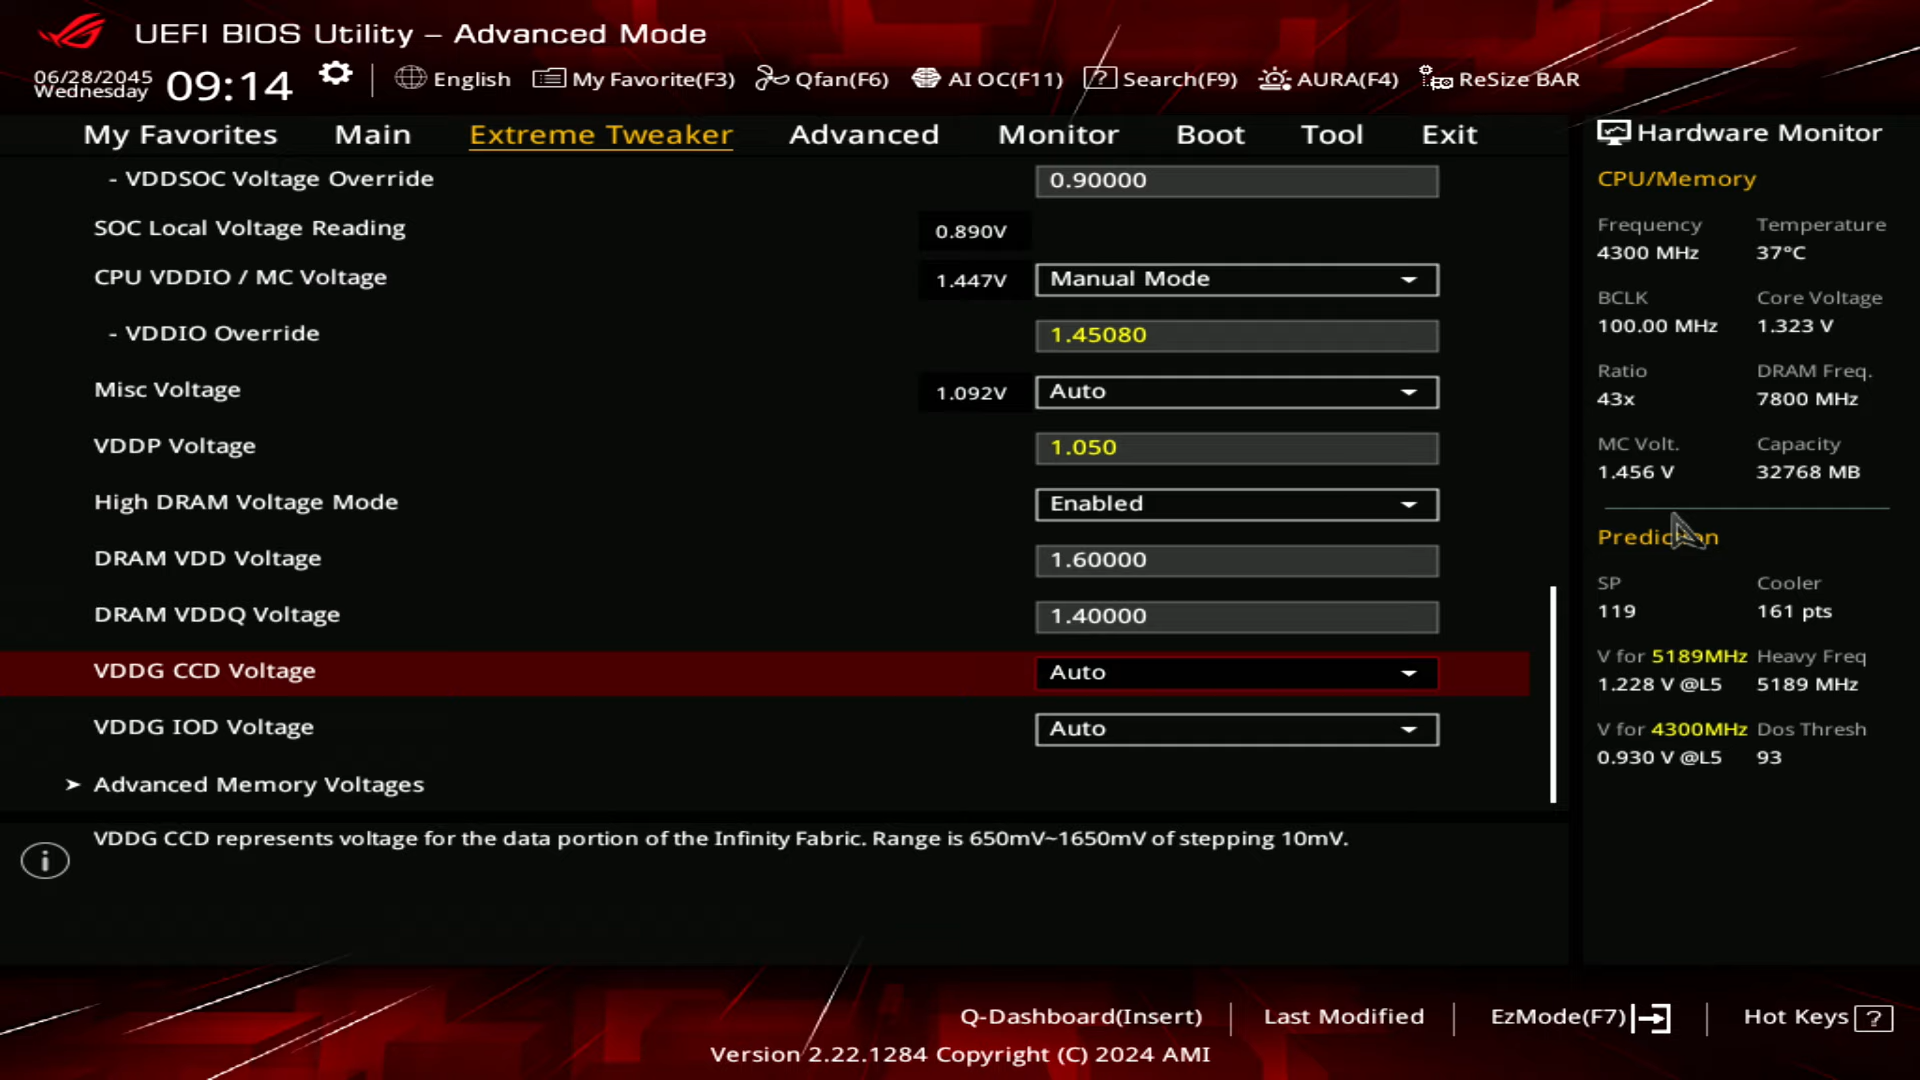 UEFI BIOS Utility – Advanced Mode
06/28/2045
Wednesday
09:14
English
My Favorite(F3)
Qfan(F6)
AI OC(F11)
Search(F9)
AURA(F4)
ReSize BAR
My Favorites
Main
Extreme Tweaker
Advanced
Monitor
Boot
Tool
Exit
- VDDSOC Voltage Override 0.90000
SOC Local Voltage Reading 0.890V
CPU VDDIO / MC Voltage 1.447V Manual Mode
- VDDIO Override 1.45080
Misc Voltage 1.092V Auto
VDDP Voltage 1.050
High DRAM Voltage Mode Enabled
DRAM VDD Voltage 1.60000
DRAM VDDQ Voltage 1.40000
VDDG CCD Voltage Auto
VDDG IOD Voltage Auto
Advanced Memory Voltages
VDDG CCD represents voltage for the data portion of the Infinity Fabric. Range is 650mV~1650mV of stepping 10mV.
Hardware Monitor
CPU/Memory
Frequency Temperature
4300 MHz 37°C
BCLK Core Voltage
100.00 MHz 1.323 V
Ratio DRAM Freq.
43x 7800 MHz
MC Volt. Capacity
1.456 V 32768 MB
Prediction
SP Cooler
119 161 pts
V for 5189MHz Heavy Freq
1.228 V @L5 5189 MHz
V for 4300MHz Dos Thresh
0.930 V @L5 93
Q-Dashboard(Insert)
Last Modified
EzMode(F7)
Hot Keys ?
Version 2.22.1284 Copyright (C) 2024 AMI